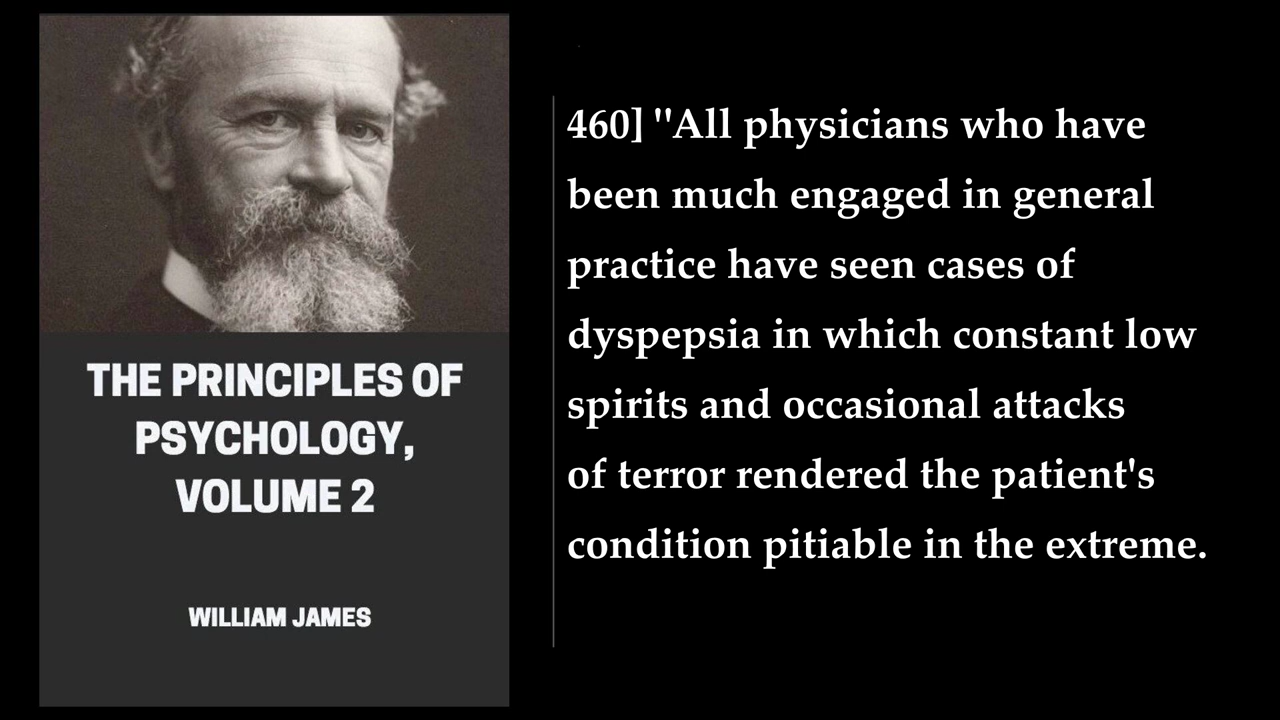 THE PRINCIPLES OF
PSYCHOLOGY,
VOLUME 2
WILLIAM JAMES
460] "All physicians who have
been much engaged in general
practice have seen cases of
dyspepsia in which constant low
spirits and occasional attacks
of terror rendered the patient's
condition pitiable in the extreme.